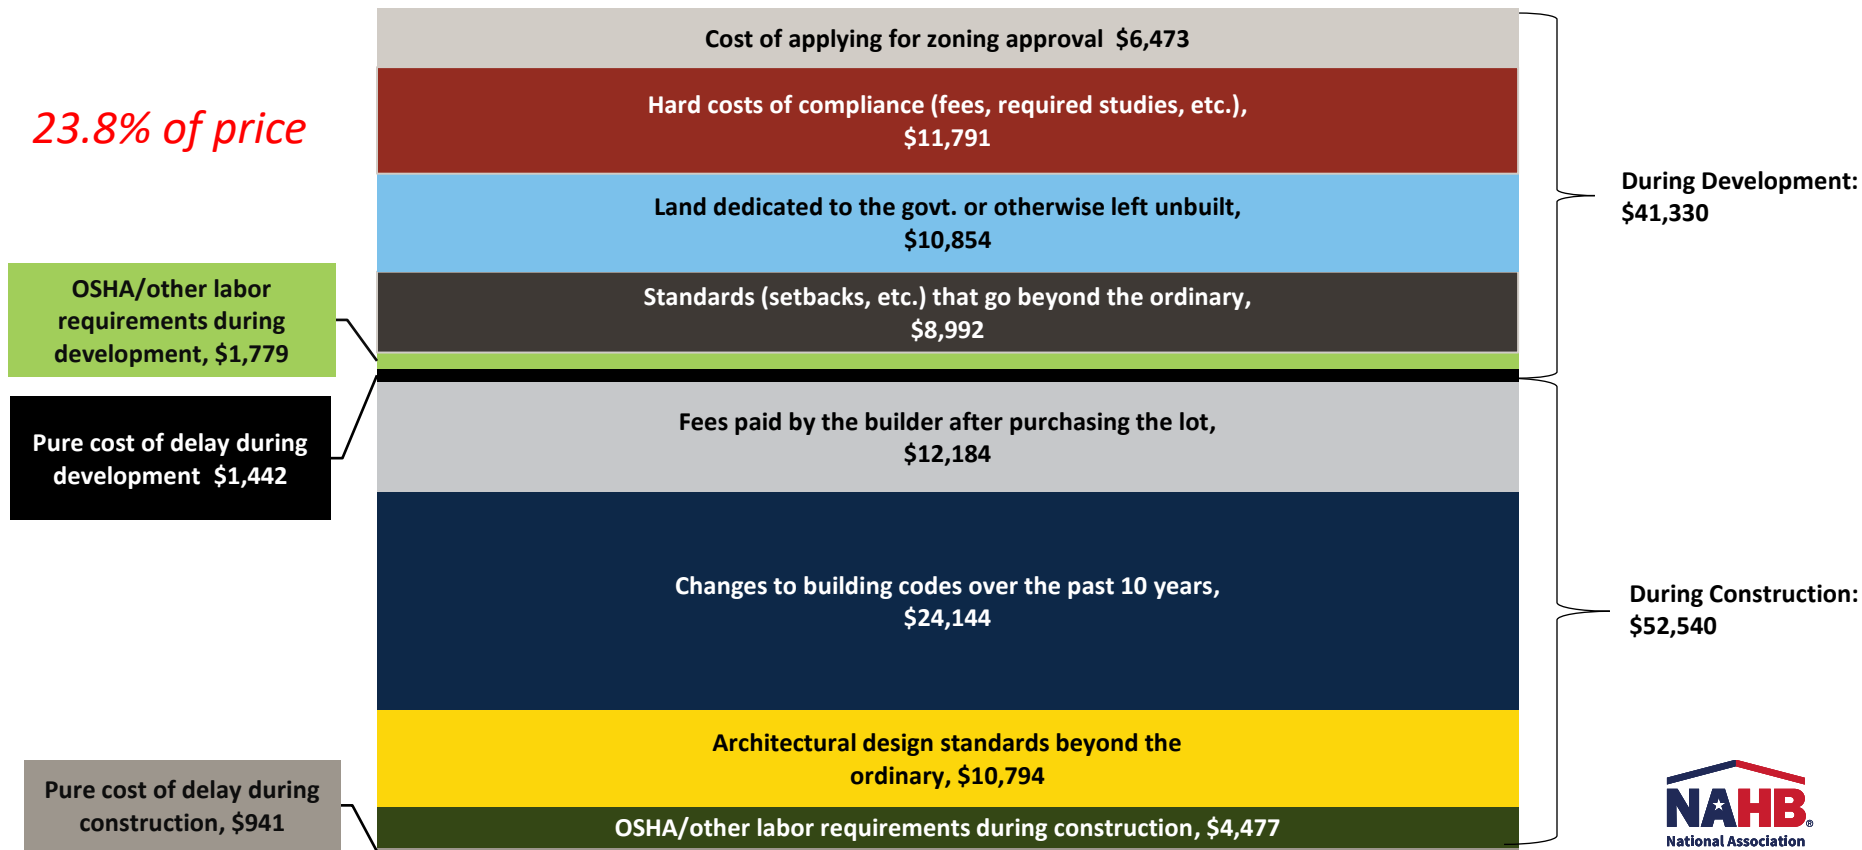 Cost of applying for zoning approval $6,473
23.8% of price
Hard costs of compliance (fees, required studies, etc.),
$11,791
Land dedicated to the govt. or otherwise left unbuilt,
$10,854
During Development:
$41,330
OSHA/other labor
requirements during
development, $1,779
Standards (setbacks, etc.) that go beyond the ordinary,
$8,992
Pure cost of delay during
development $1,442
Fees paid by the builder after purchasing the lot,
$12,184
Changes to building codes over the past 10 years,
$24,144
During Construction:
$52,540
Architectural design standards beyond the
ordinary, $10,794
Pure cost of delay during
construction, $941
OSHA/other labor requirements during construction, $4,477
NAHB®
National Association